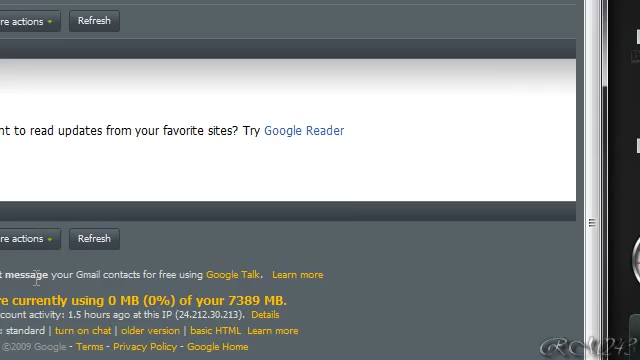 re actions Refresh
nt to read updates from your favorite sites? Try Google Reader
re actions Refresh
t message your Gmail contacts for free using Google Talk. Learn more
re currently using 0 MB (0%) of your 7389 MB.
count activity: 1.5 hours ago at this IP (24.212.30.213). Details
: standard | turn on chat | older version | basic HTML Learn more
©2009 Google - Terms - Privacy Policy - Google Home